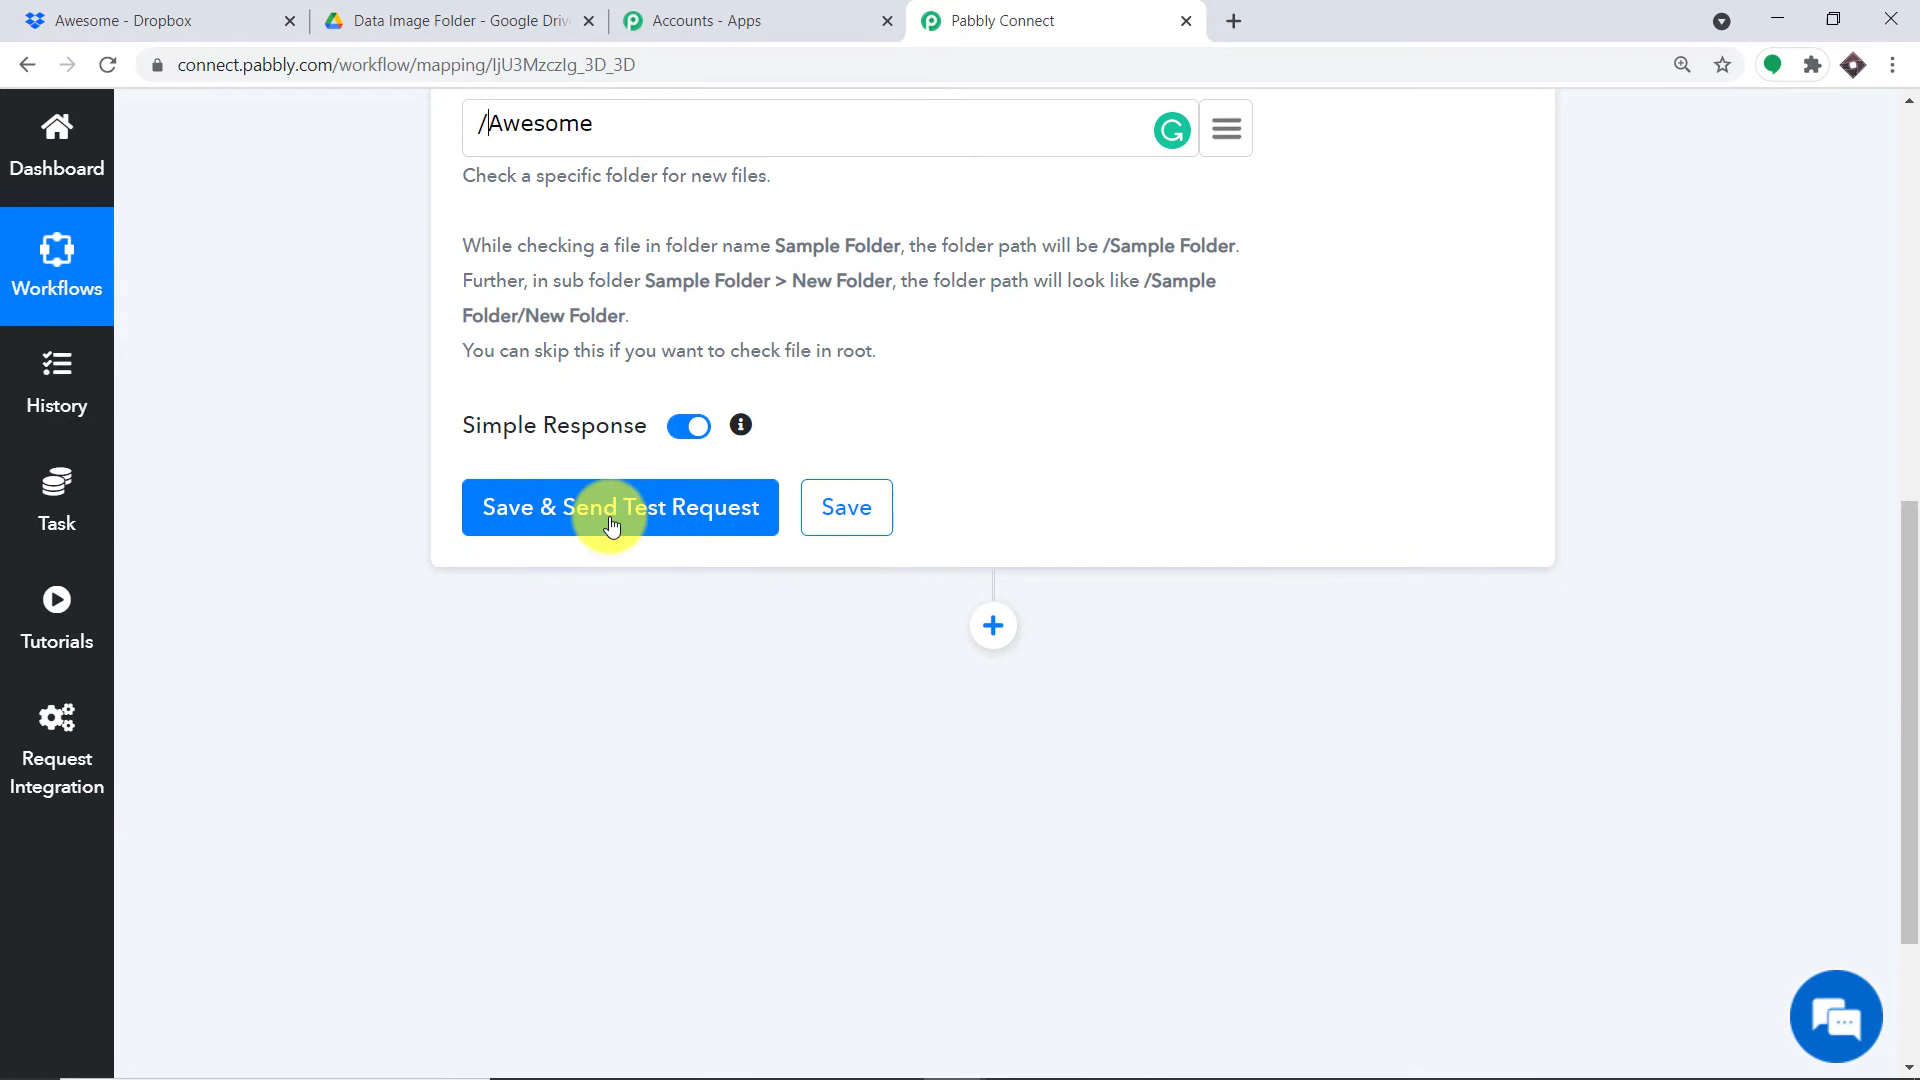 Awesome - Dropbox
Data Image Folder - Google Driv
Accounts - Apps
Pabbly Connect
connect.pabbly.com/workflow/mapping/IjU3MzczIg_3D_3D
Dashboard
Workflows
History
Task
Tutorials
Request
Integration
/Awesome
Check a specific folder for new files.
While checking a file in folder name Sample Folder, the folder path will be /Sample Folder.
Further, in sub folder Sample Folder > New Folder, the folder path will look like /Sample
Folder/New Folder.
You can skip this if you want to check file in root.
Simple Response
Save & Send Test Request
Save